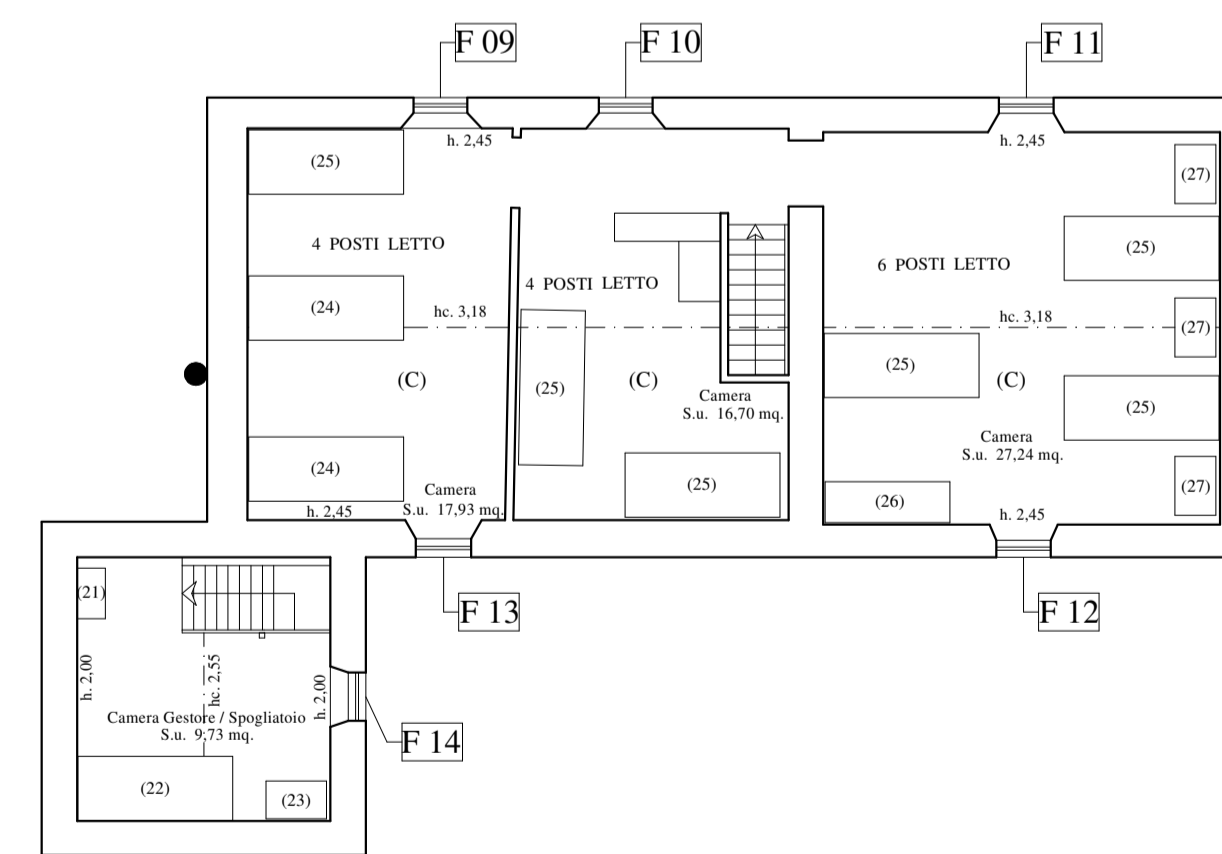 F 09
F 10
F 11
h. 2,45
h. 2,45
(25)
(27)
4 POSTI LETTO
(25)
6 POSTI LETTO
4 POSTI LETTO
(24)
hc. 3,18
hc. 3,18
(27)
(25)
(C)
(25)
(C)
(C)
Camera
S.u. 16,70 mq.
(25)
Camera
S.u. 27,24 mq.
(24)
(25)
(27)
Camera
S.u. 17,93 mq.
(26)
h. 2,45
h. 2,45
F 13
F 12
(21)
h. 2,00
hc. 2,55
h. 2,00
Camera Gestore / Spogliatoio
S.u. 9,73 mq.
F 14
(22)
(23)